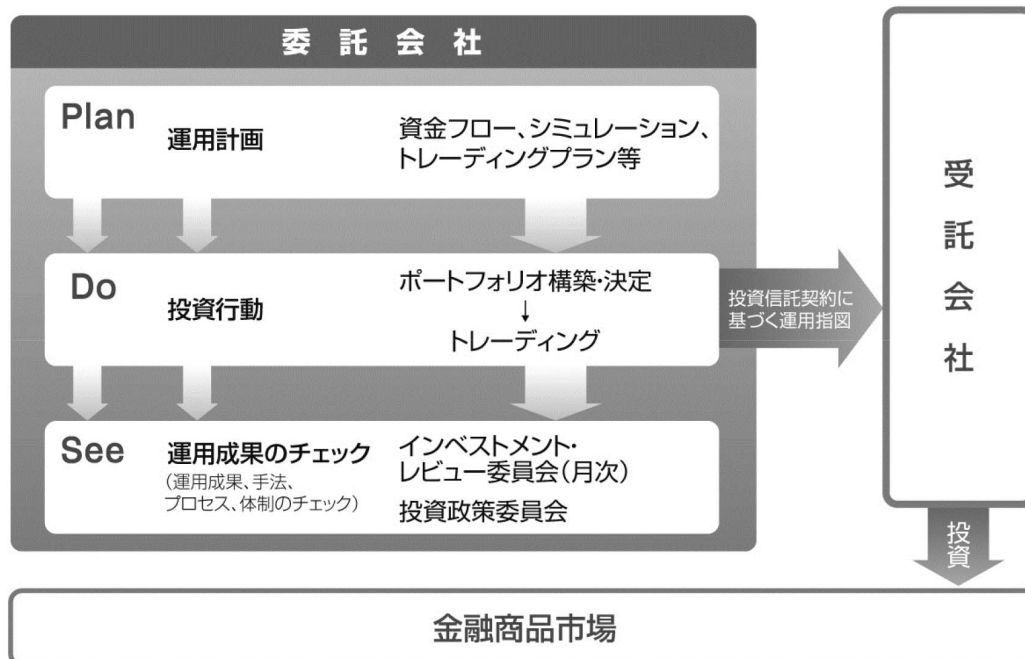 委託会社
Plan
運用計画
資金フロー、シミュレーション、
トレーディングプラン等
Do
投資行動
ポートフォリオ構築・決定
↓
トレーディング
投資信託契約に
基づく運用指図
See
運用成果のチェック
(運用成果、手法、
プロセス、体制のチェック)
インベストメント・
レビュー委員会(月次)
投資政策委員会
受託会社
投資
金融商品市場